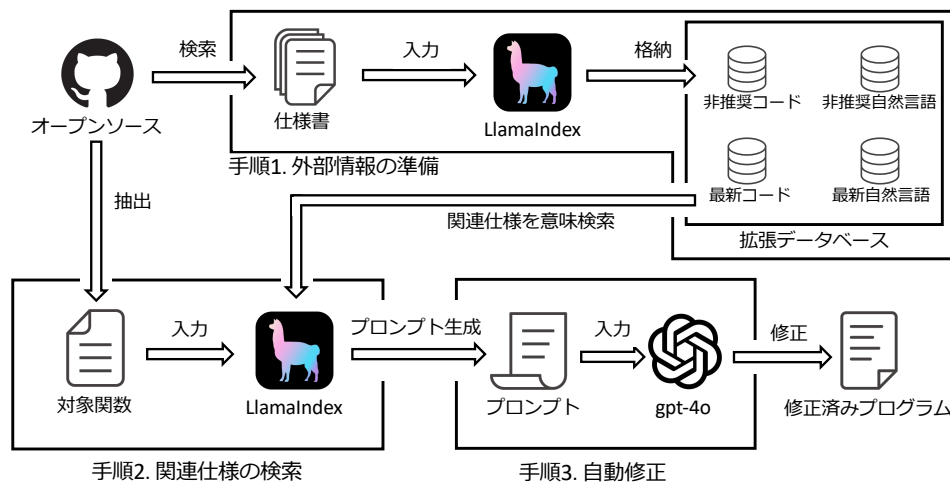 検索
入力
格納
オープンソース
仕様書
LlamaIndex
非推奨コード
非推奨自然言語
最新コード
最新自然言語
拡張データベース
手順1. 外部情報の準備
抽出
関連仕様を意味検索
入力
プロンプト生成
入力
修正
対象関数
LlamaIndex
プロンプト
gpt-4o
修正済みプログラム
手順2. 関連仕様の検索
手順3. 自動修正